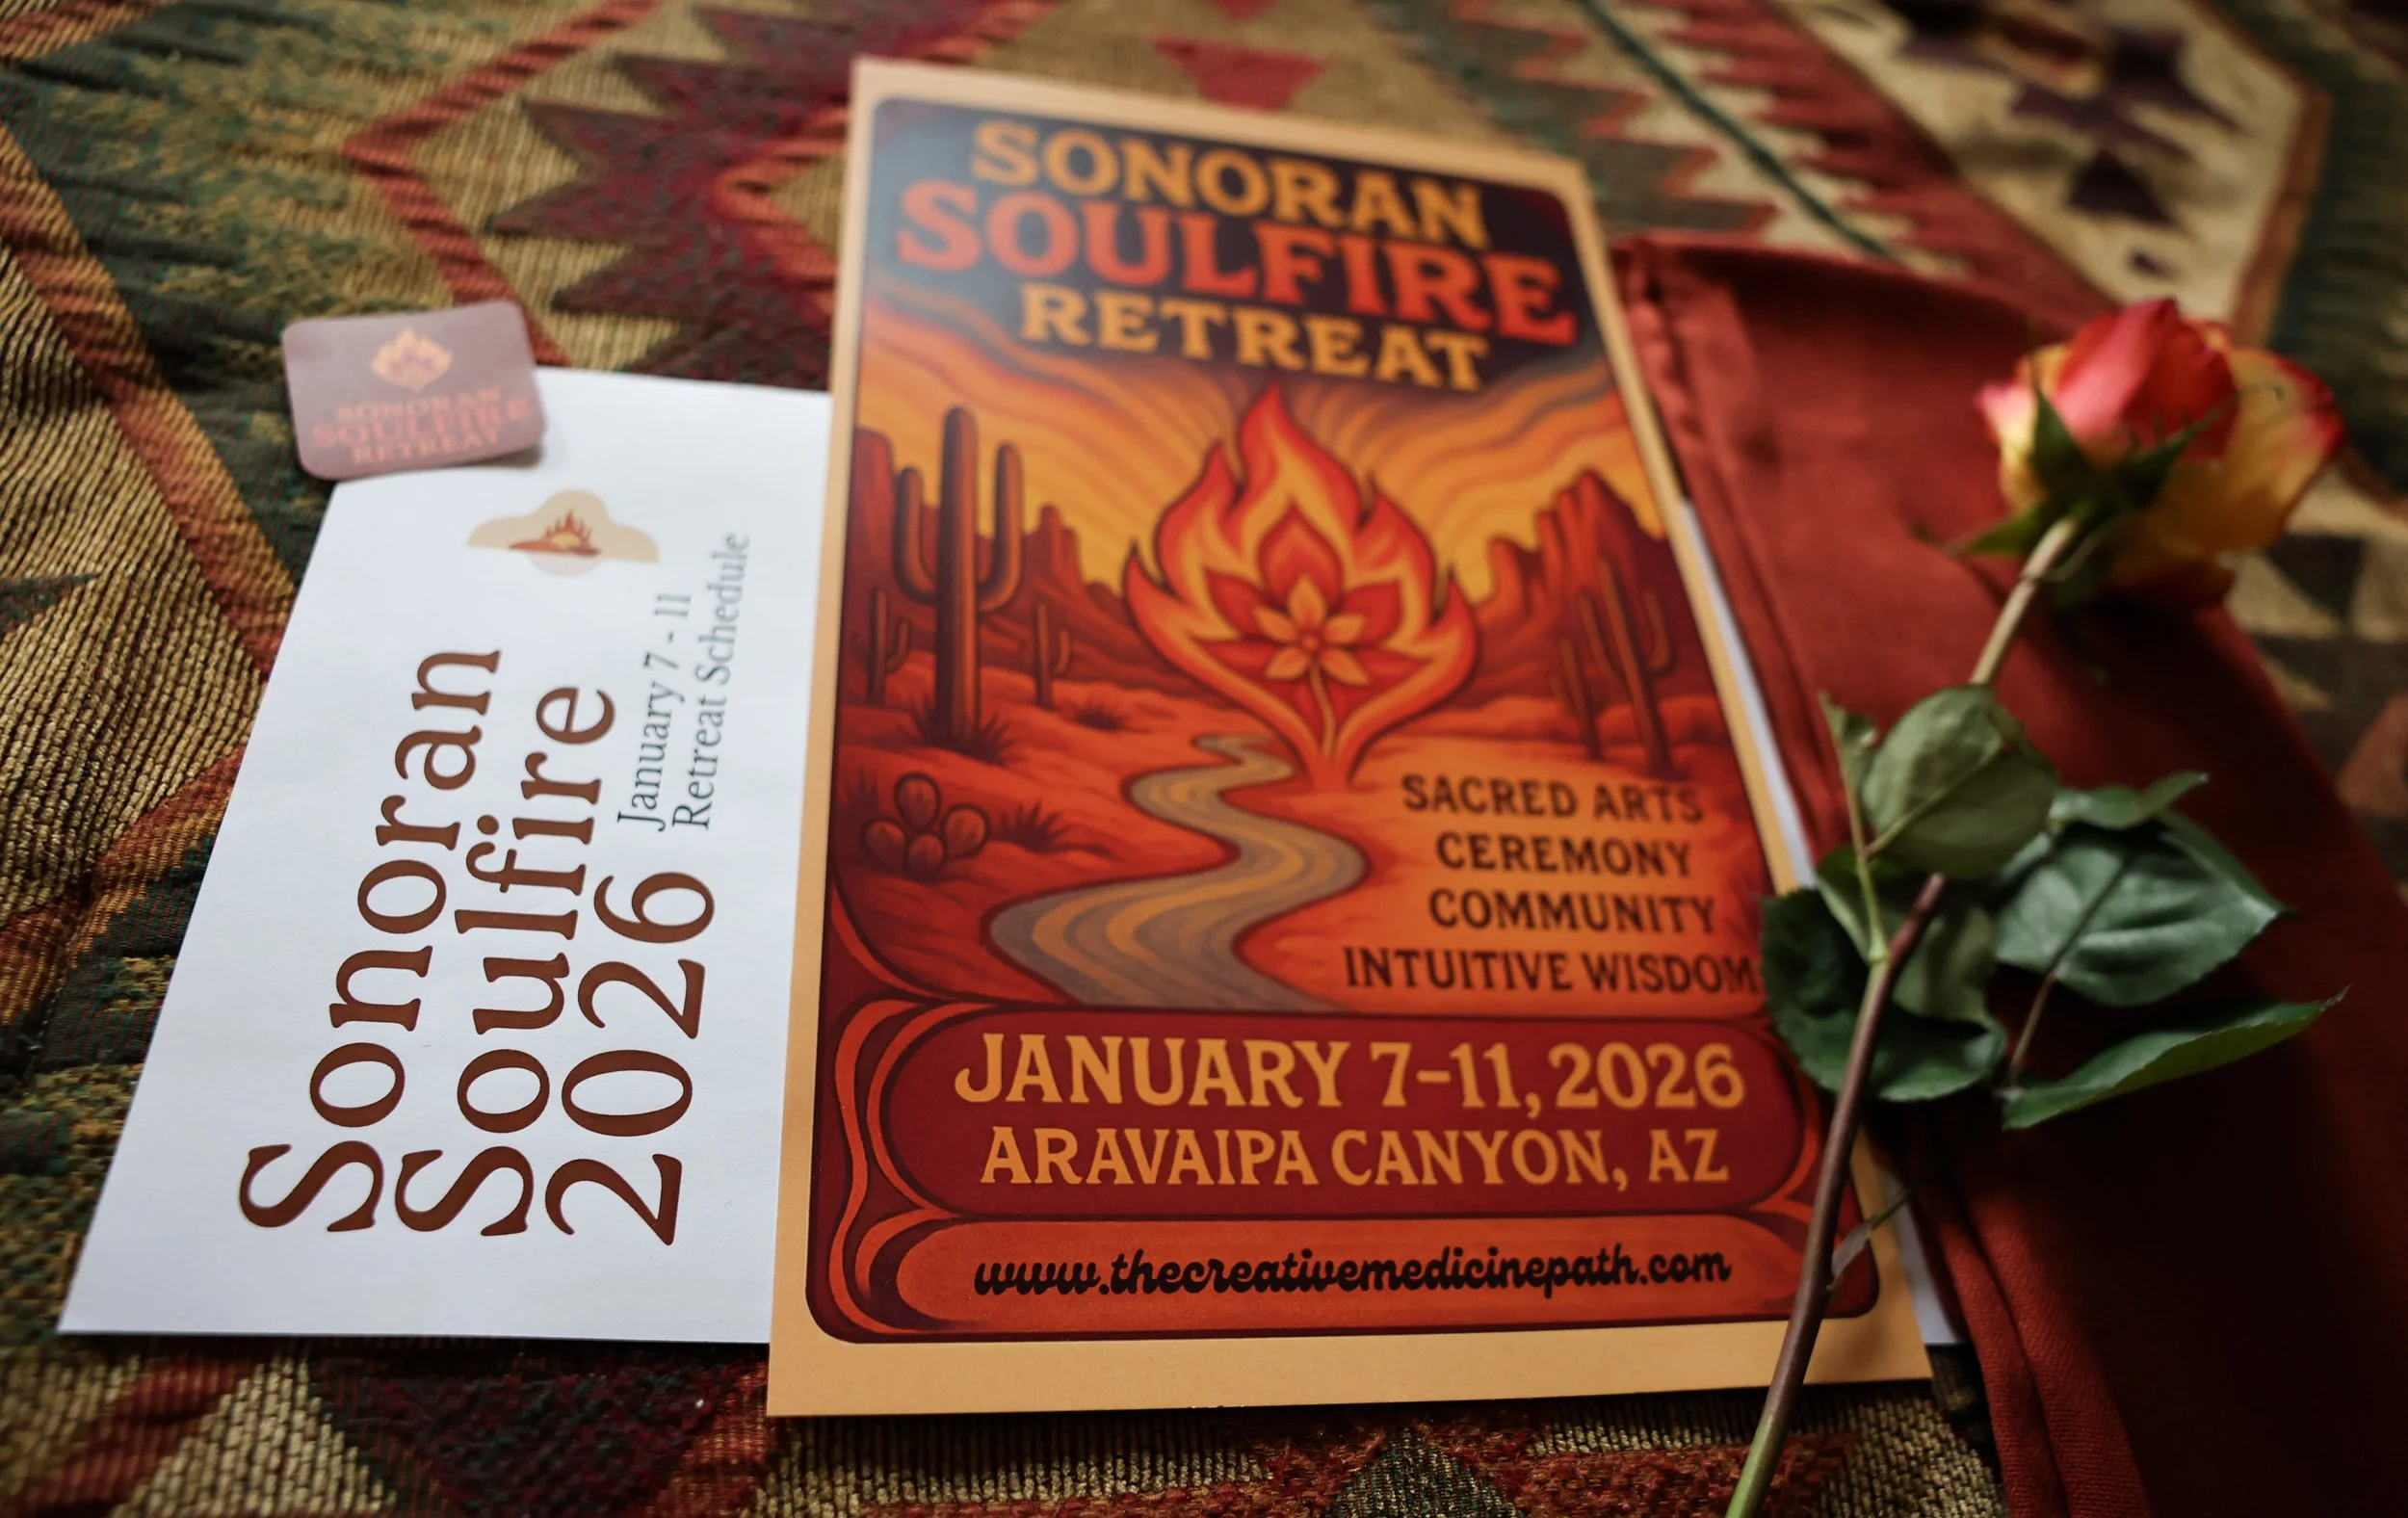 SONORAN
SOULFIRE
RETREAT
Sonoran
Soulfire
2026
January 7 - 11
Retreat Schedule
SONORAN
SOULFIRE
RETREAT
SACRED ARTS
CEREMONY
COMMUNITY
INTUITIVE WISDOM
JANUARY 7-11, 2026
ARAVAIPA CANYON, AZ
www.thecreativemedicinepath.com